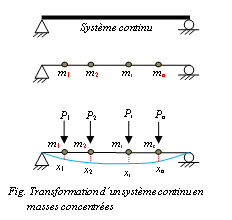 Système continu
m1 m2 mi mn
P1 P2 Pi Pn
m1 m2 mi mn
x1 x2 xi xn
Fig. Transformation d'un système continu en
masses concentrées